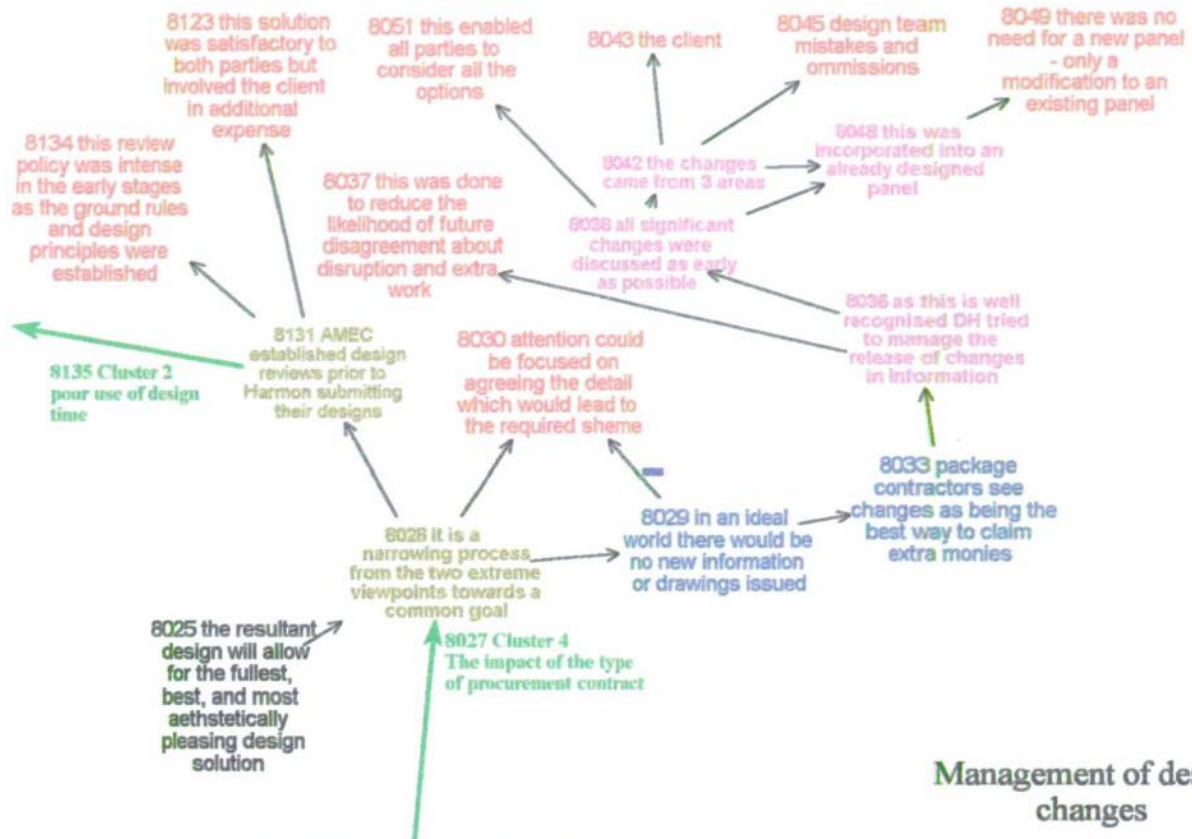 8123 this solution
was satisfactory to
both parties but
involved the client
in additional
expense
8051 this enabled
all parties to
consider all the
options
8043 the client
8045 design team
mistakes and
ommissions
8049 there was no
need for a new panel
- only a
modification to an
existing panel
8134 this review
policy was intense
in the early stages
as the ground rules
and design
principles were
established
8037 this was done
to reduce the
likelihood of future
disagreement about
disruption and extra
work
8042 the changes
came from 3 areas
8048 this was
incorporated into an
already designed
panel
8038 all significant
changes were
discussed as early
as possible
8036 as this is well
recognised DH tried
to manage the
release of changes
in information
8131 AMEC
established design
reviews prior to
Harmon submitting
their designs
8135 Cluster 2
pour use of design
time
8030 attention could
be focused on
agreeing the detail
which would lead to
the required sheme
8033 package
contractors see
changes as being the
best way to claim
extra monies
8029 in an ideal
world there would be
no new information
or drawings issued
8026 it is a
narrowing process
from the two extreme
viewpoints towards a
common goal
8025 the resultant
design will allow
for the fullest,
best, and most
aethstetically
pleasing design
solution
8027 Cluster 4
The impact of the type
of procurement contract
Management of des
changes